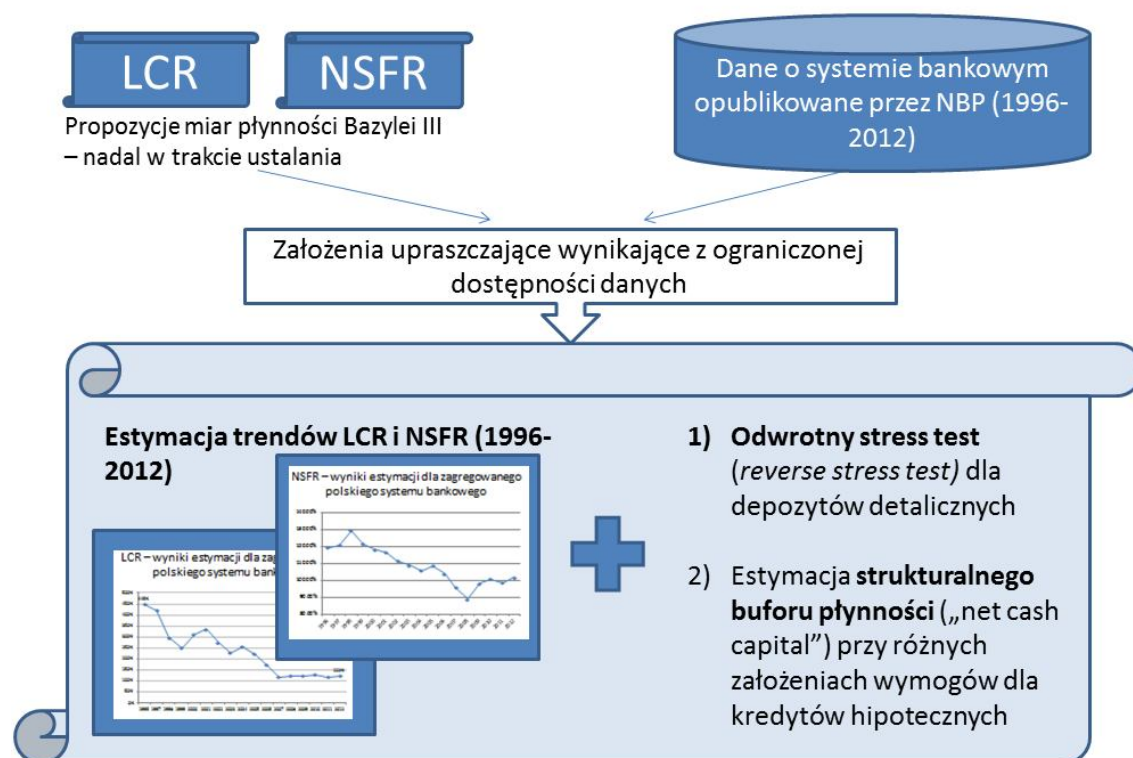 LCR
NSFR
Propozycje miar płynności Bazylei III
– nadal w trakcie ustalania
Dane o systemie bankowym
opublikowane przez NBP (1996-
2012)
Założenia upraszczające wynikające z ograniczonej
dostępności danych
Estymacja trendów LCR i NSFR (1996-
2012)
NSFR – wyniki estymacji dla zagregowanego
polskiego systemu bankowego
LCR – wyniki estymacji dla zag
polskiego systemu bank
1) Odwrotny stress test
(reverse stress test) dla
depozytów detalicznych
2) Estymacja strukturalnego
buforu płynności („net cash
capital”) przy różnych
założeniach wymogów dla
kredytów hipotecznych